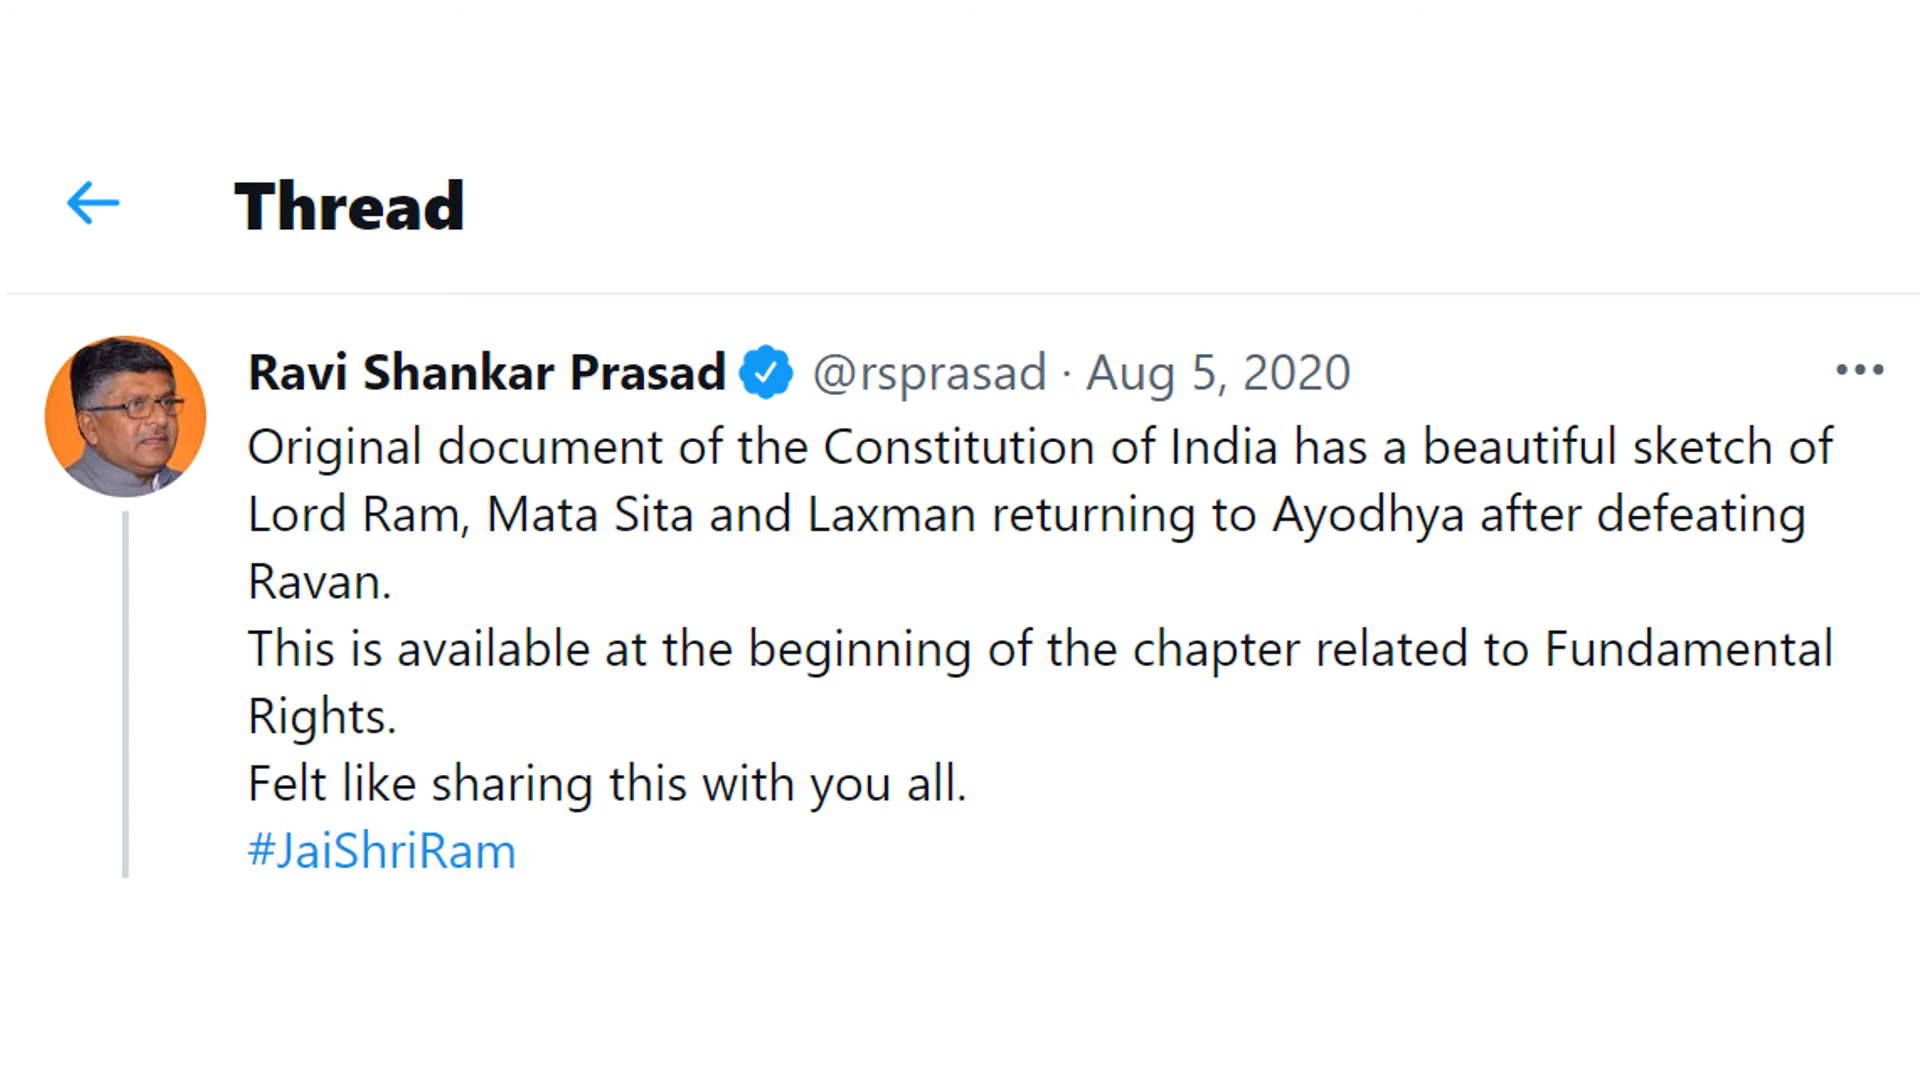 Thread
Ravi Shankar Prasad @rsprasad · Aug 5, 2020
Original document of the Constitution of India has a beautiful sketch of
Lord Ram, Mata Sita and Laxman returning to Ayodhya after defeating
Ravan.
This is available at the beginning of the chapter related to Fundamental
Rights.
Felt like sharing this with you all.
#JaiShriRam